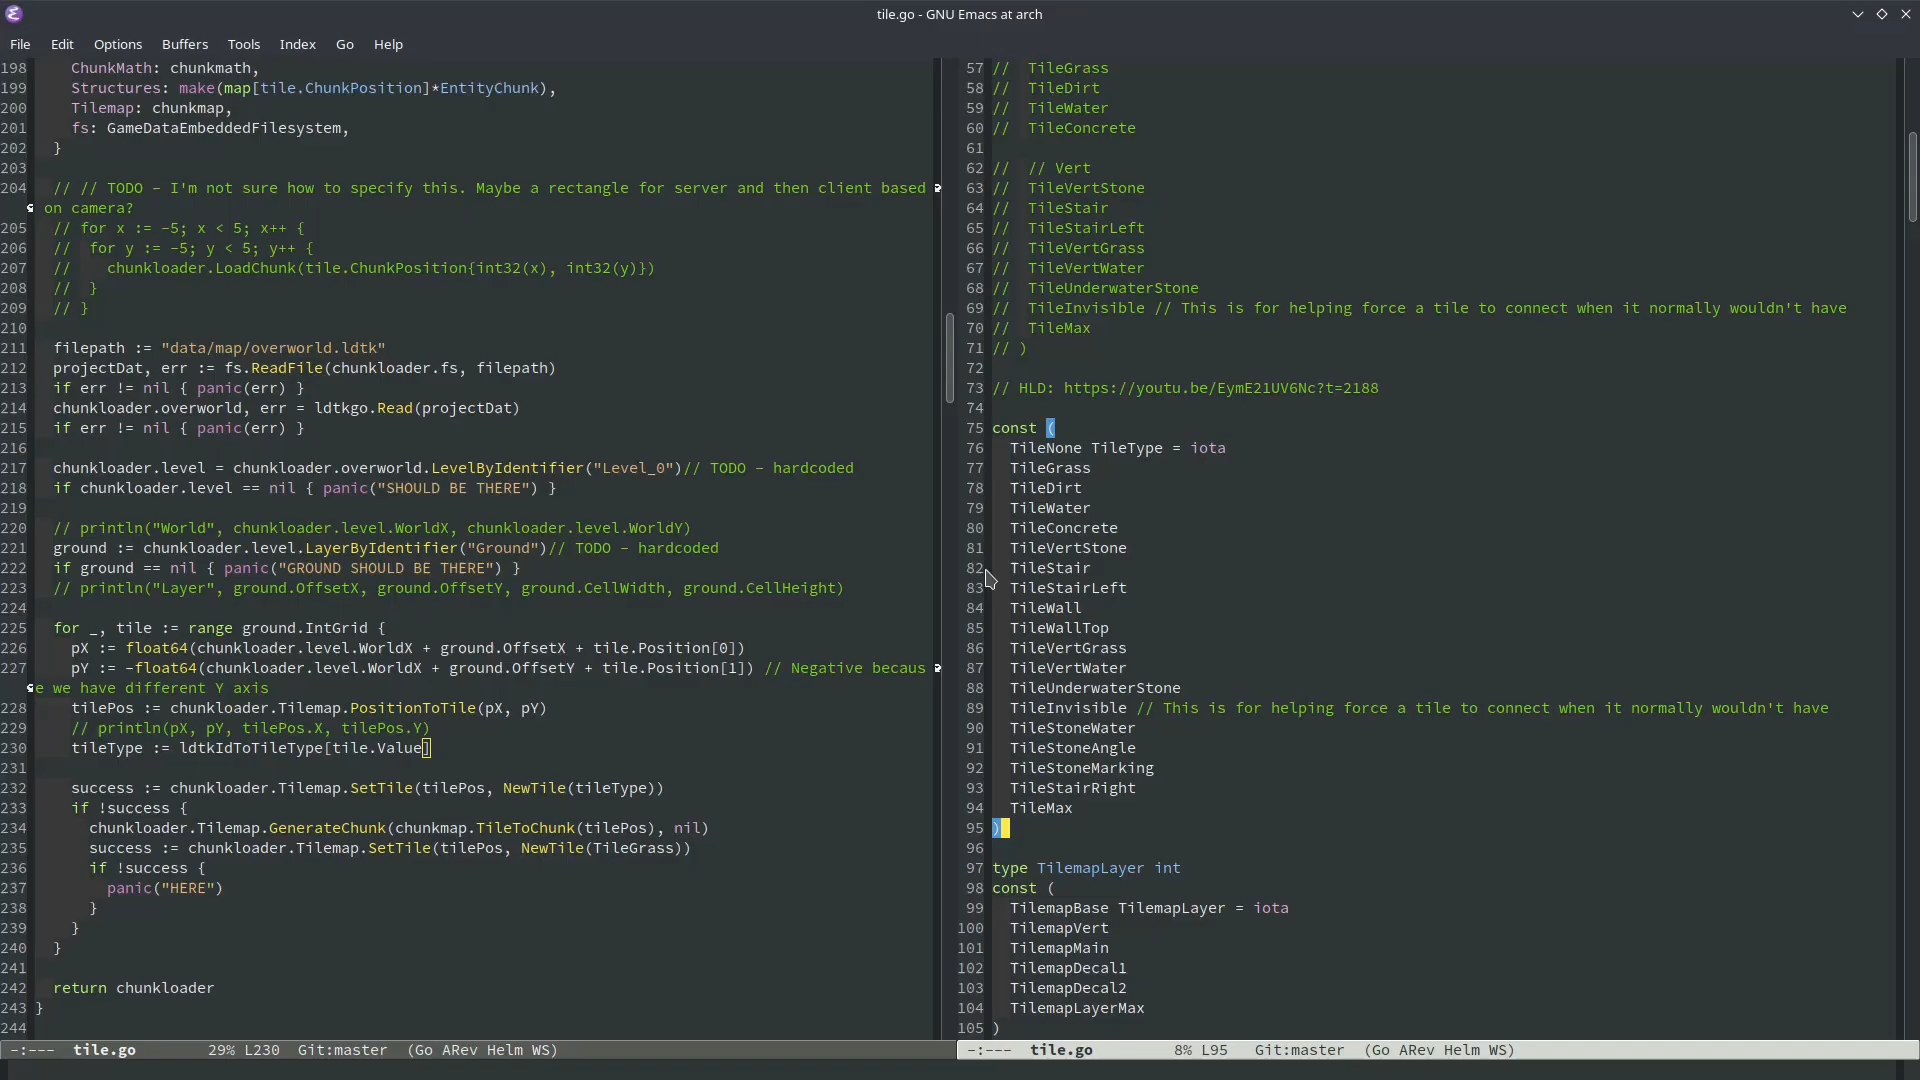 tile.go - GNU Emacs at arch
File Edit Options Buffers Tools Index Go Help
198 ChunkMath: chunkmath,
199 Structures: make(map[tile.ChunkPosition]*EntityChunk),
200 Tilemap: chunkmap,
201 fs: GameDataEmbeddedFilesystem,
202 }
203
204 // // TODO - I'm not sure how to specify this. Maybe a rectangle for server and then client based
on camera?
205 // for x := -5; x < 5; x++ {
206 // for y := -5; y < 5; y++ {
207 // chunkloader.LoadChunk(tile.ChunkPosition{int32(x), int32(y)})
208 // }
209 // }
210
211 filepath := "data/map/overworld.ldtk"
212 projectDat, err := fs.ReadFile(chunkloader.fs, filepath)
213 if err != nil { panic(err) }
214 chunkloader.overworld, err = ldtkgo.Read(projectDat)
215 if err != nil { panic(err) }
216
217 chunkloader.level = chunkloader.overworld.LevelByIdentifier("Level_0")// TODO - hardcoded
218 if chunkloader.level == nil { panic("SHOULD BE THERE") }
219
220 // println("World", chunkloader.level.WorldX, chunkloader.level.WorldY)
221 ground := chunkloader.level.LayerByIdentifier("Ground")// TODO - hardcoded
222 if ground == nil { panic("GROUND SHOULD BE THERE") }
223 // println("Layer", ground.OffsetX, ground.OffsetY, ground.CellWidth, ground.CellHeight)
224
225 for _, tile := range ground.IntGrid {
226 pX := float64(chunkloader.level.WorldX + ground.OffsetX + tile.Position[0])
227 pY := -float64(chunkloader.level.WorldX + ground.OffsetY + tile.Position[1]) // Negative becaus
e we have different Y axis
228 tilePos := chunkloader.Tilemap.PositionToTile(pX, pY)
229 // println(pX, pY, tilePos.X, tilePos.Y)
230 tileType := ldtkIdToTileType[tile.Value]
231
232 success := chunkloader.Tilemap.SetTile(tilePos, NewTile(tileType))
233 if !success {
234 chunkloader.Tilemap.GenerateChunk(chunkmap.TileToChunk(tilePos), nil)
235 success := chunkloader.Tilemap.SetTile(tilePos, NewTile(TileGrass))
236 if !success {
237 panic("HERE")
238 }
239 }
240 }
241
242 return chunkloader
243 }
244
-:--- tile.go 29% L230 Git:master (Go ARev Helm WS)
57 // TileGrass
58 // TileDirt
59 // TileWater
60 // TileConcrete
61
62 // // Vert
63 // TileVertStone
64 // TileStair
65 // TileStairLeft
66 // TileVertGrass
67 // TileVertWater
68 // TileUnderwaterStone
69 // TileInvisible // This is for helping force a tile to connect when it normally wouldn't have
70 // TileMax
71 // )
72
73 // HLD: https://youtu.be/EymE21UV6Nc?t=2188
74
75 const (
76 TileNone TileType = iota
77 TileGrass
78 TileDirt
79 TileWater
80 TileConcrete
81 TileVertStone
82 TileStair
83 TileStairLeft
84 TileWall
85 TileWallTop
86 TileVertGrass
87 TileVertWater
88 TileUnderwaterStone
89 TileInvisible // This is for helping force a tile to connect when it normally wouldn't have
90 TileStoneWater
91 TileStoneAngle
92 TileStoneMarking
93 TileStairRight
94 TileMax
95 )
96
97 type TilemapLayer int
98 const (
99 TilemapBase TilemapLayer = iota
100 TilemapVert
101 TilemapMain
102 TilemapDecal1
103 TilemapDecal2
104 TilemapLayerMax
105 )
-:--- tile.go 8% L95 Git:master (Go ARev Helm WS)